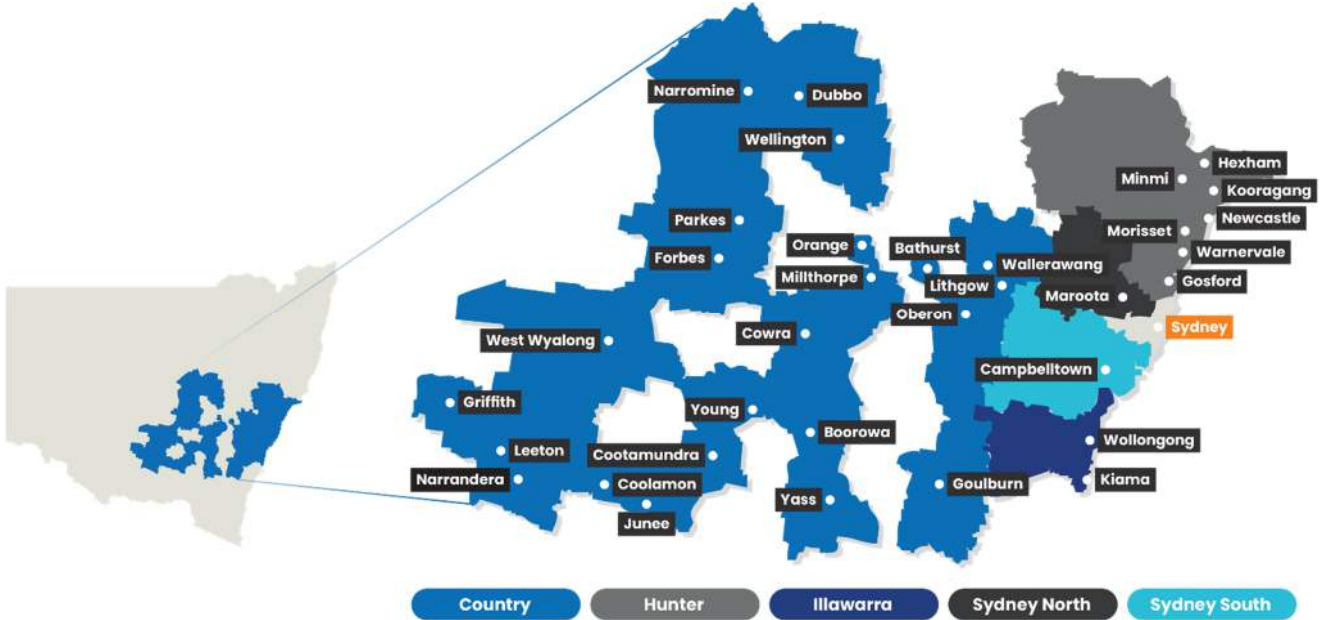 Narromine
Dubbo
Wellington
Hexham
Minmi
Kooragang
Parkes
Newcastle
Morisset
Orange
Bathurst
Warnervale
Forbes
Wallerawang
Millthorpe
Gosford
Lithgow
Maroota
Oberon
Sydney
West Wyalong
Cowra
Campbelltown
Griffith
Young
Boorowa
Wollongong
Leeton
Cootamundra
Narrandera
Coolamon
Goulburn
Kiama
Yass
Junee
Country
Hunter
Illawarra
Sydney North
Sydney South